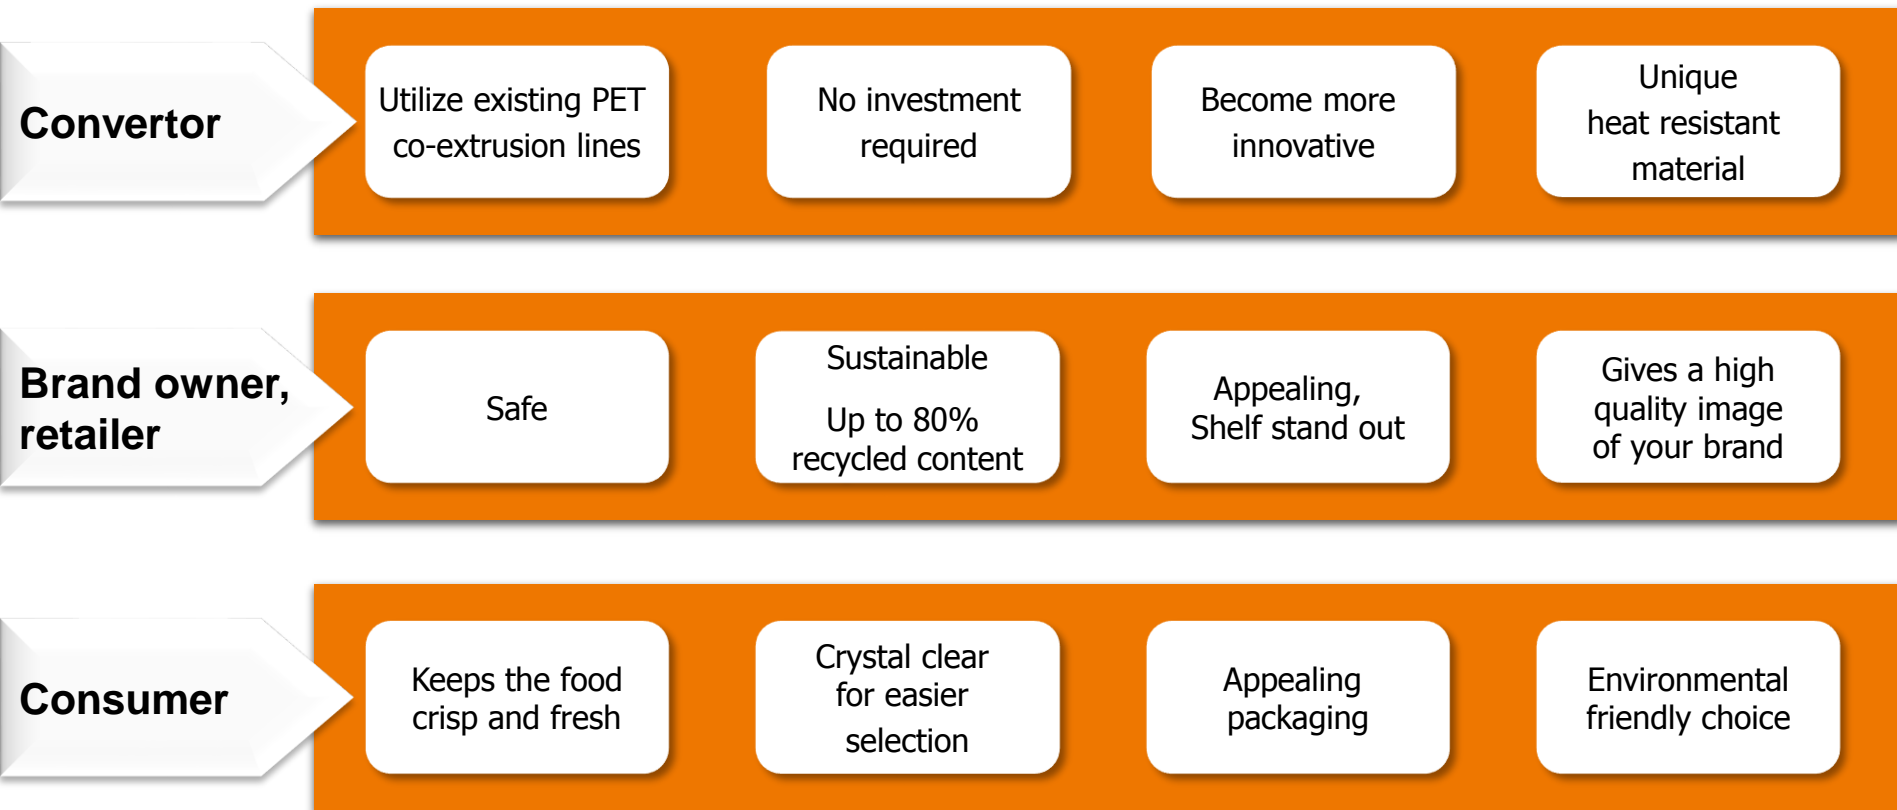 Convertor
Utilize existing PET
co-extrusion lines
No investment
required
Become more
innovative
Unique
heat resistant
material
Brand owner,
retailer
Safe
Sustainable
Up to 80%
recycled content
Appealing,
Shelf stand out
Gives a high
quality image
of your brand
Consumer
Keeps the food
crisp and fresh
Crystal clear
for easier
selection
Appealing
packaging
Environmental
friendly choice